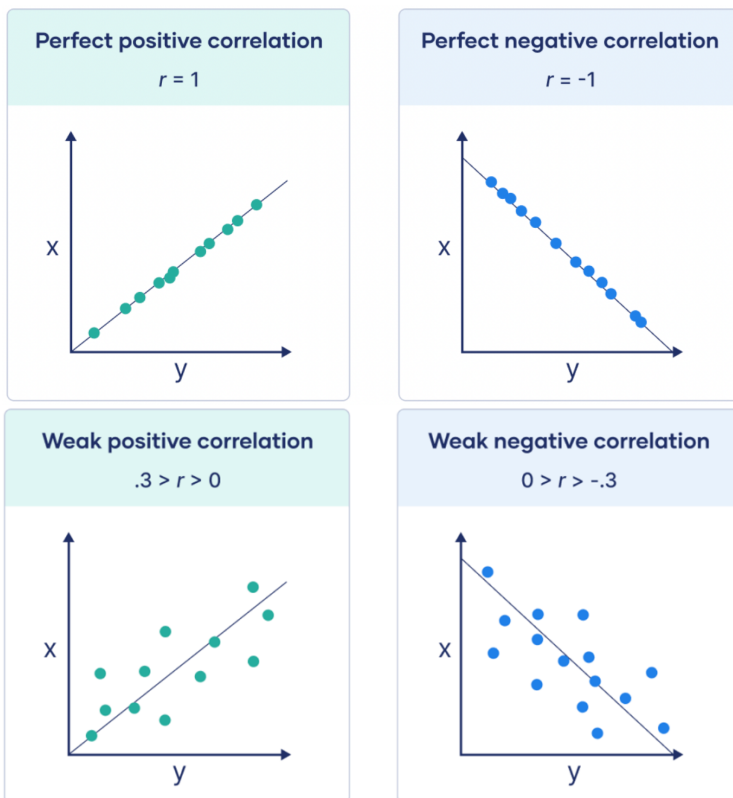 Perfect positive correlation
r = 1
x
y
Perfect negative correlation
r = -1
x
y
Weak positive correlation
.3 > r > 0
x
y
Weak negative correlation
0 > r > -.3
x
y